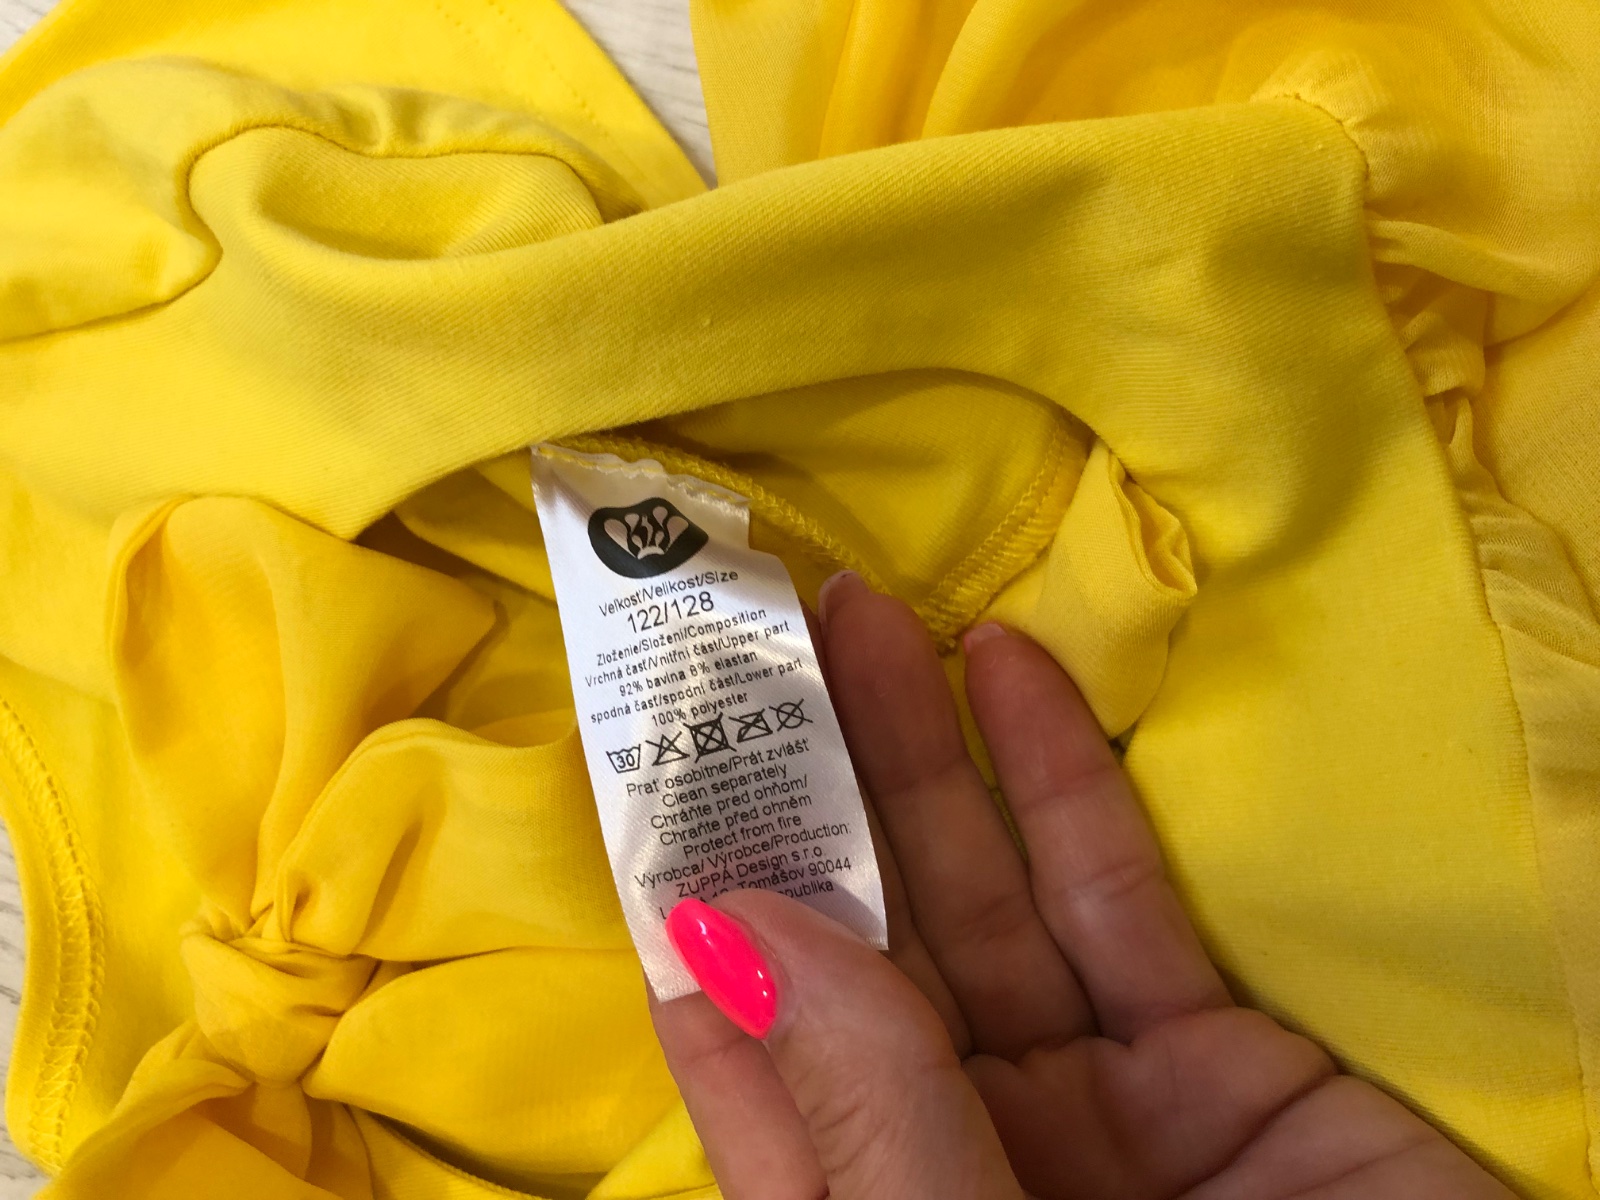 Veľkosť/Velikost/Size
122/128
Zloženie/Složení/Composition
Vrchná časť/Vnitřní část/Upper part
92% bavlna 8% elastan
spodná časť/spodní část/Lower part
100% polyester
30
Prať osobitne/Prát zvlášť
Clean separately
Chráňte pred ohňom/
Chraňte před ohněm
Protect from fire
Výrobca/ Výrobce/Production:
ZUPPA Design s.r.o.
Tomášov 90044